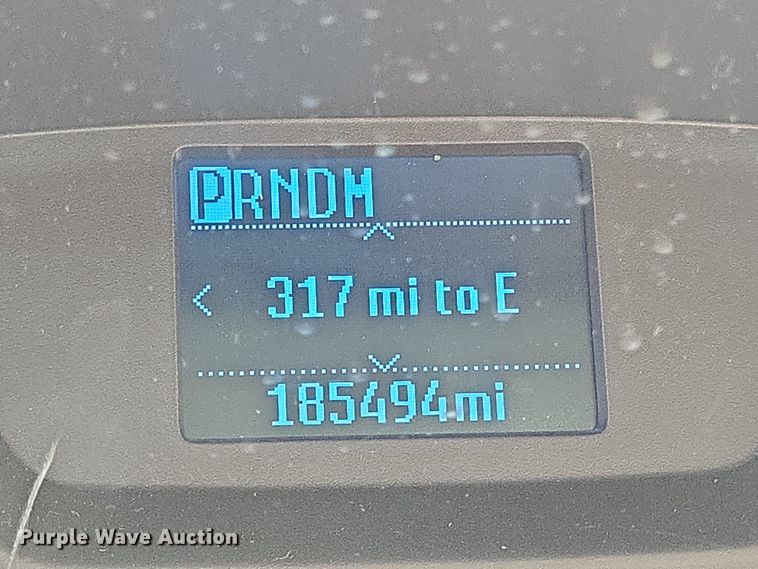 PRNDM
317 mi to E
185494mi
Purple Wave Auction